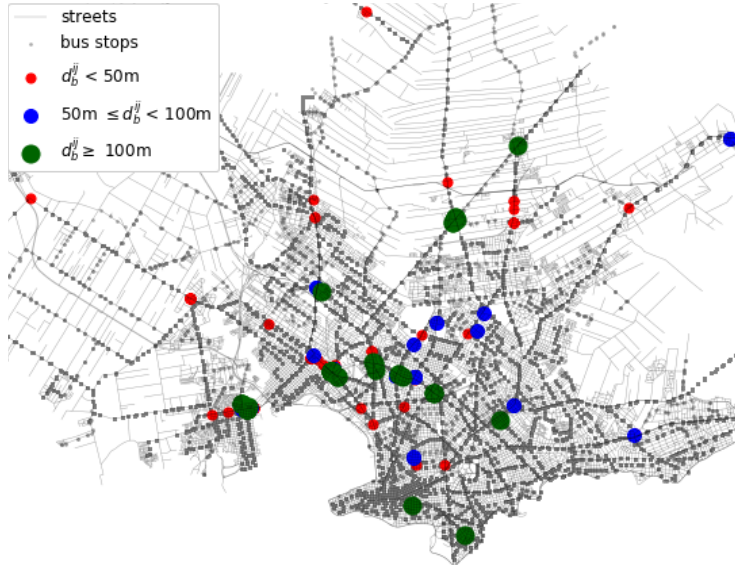 streets
bus stops
d_b^{ij} < 50m
50m ≤ d_b^{ij} < 100m
d_b^{ij} ≥ 100m